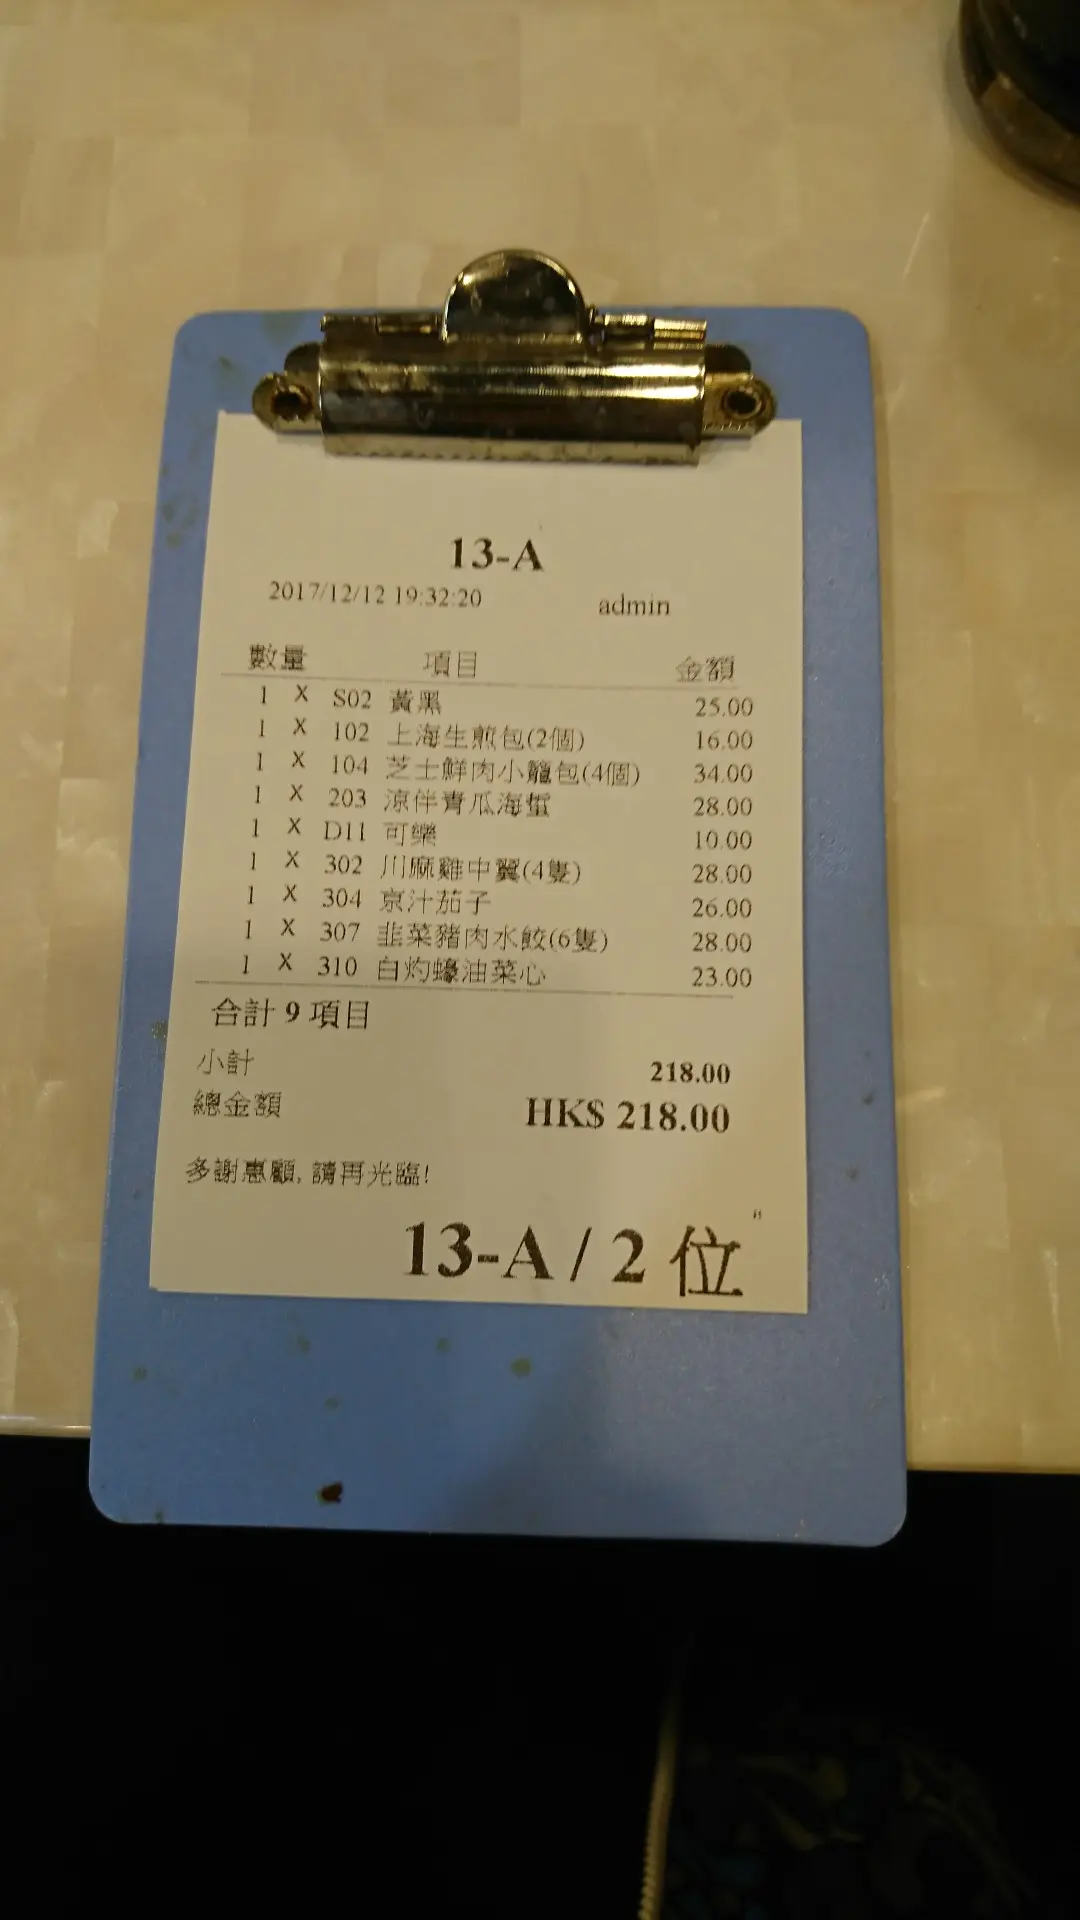 13-A
2017/12/12 19:32:20 admin
數量 項目 金額
1 X S02 黃黑 25.00
1 X 102 上海生煎包(2個) 16.00
1 X 104 芝士鮮肉小籠包(4個) 34.00
1 X 203 涼伴青瓜海蜇 28.00
1 X D11 可樂 10.00
1 X 302 川麻雞中翼(4隻) 28.00
1 X 304 京汁茄子 26.00
1 X 307 韭菜豬肉水餃(6隻) 28.00
1 X 310 白灼蠔油菜心 23.00
合計 9 項目
小計 218.00
總金額 HK$ 218.00
多謝惠顧, 請再光臨!
13-A / 2 位